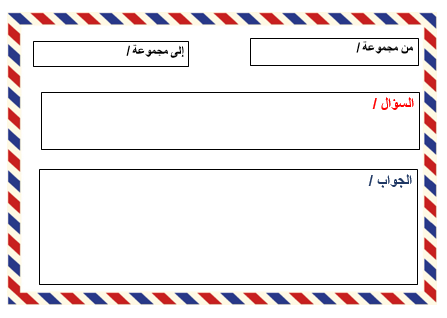 من مجموعة /
إلى مجموعة /
السؤال /
الجواب /